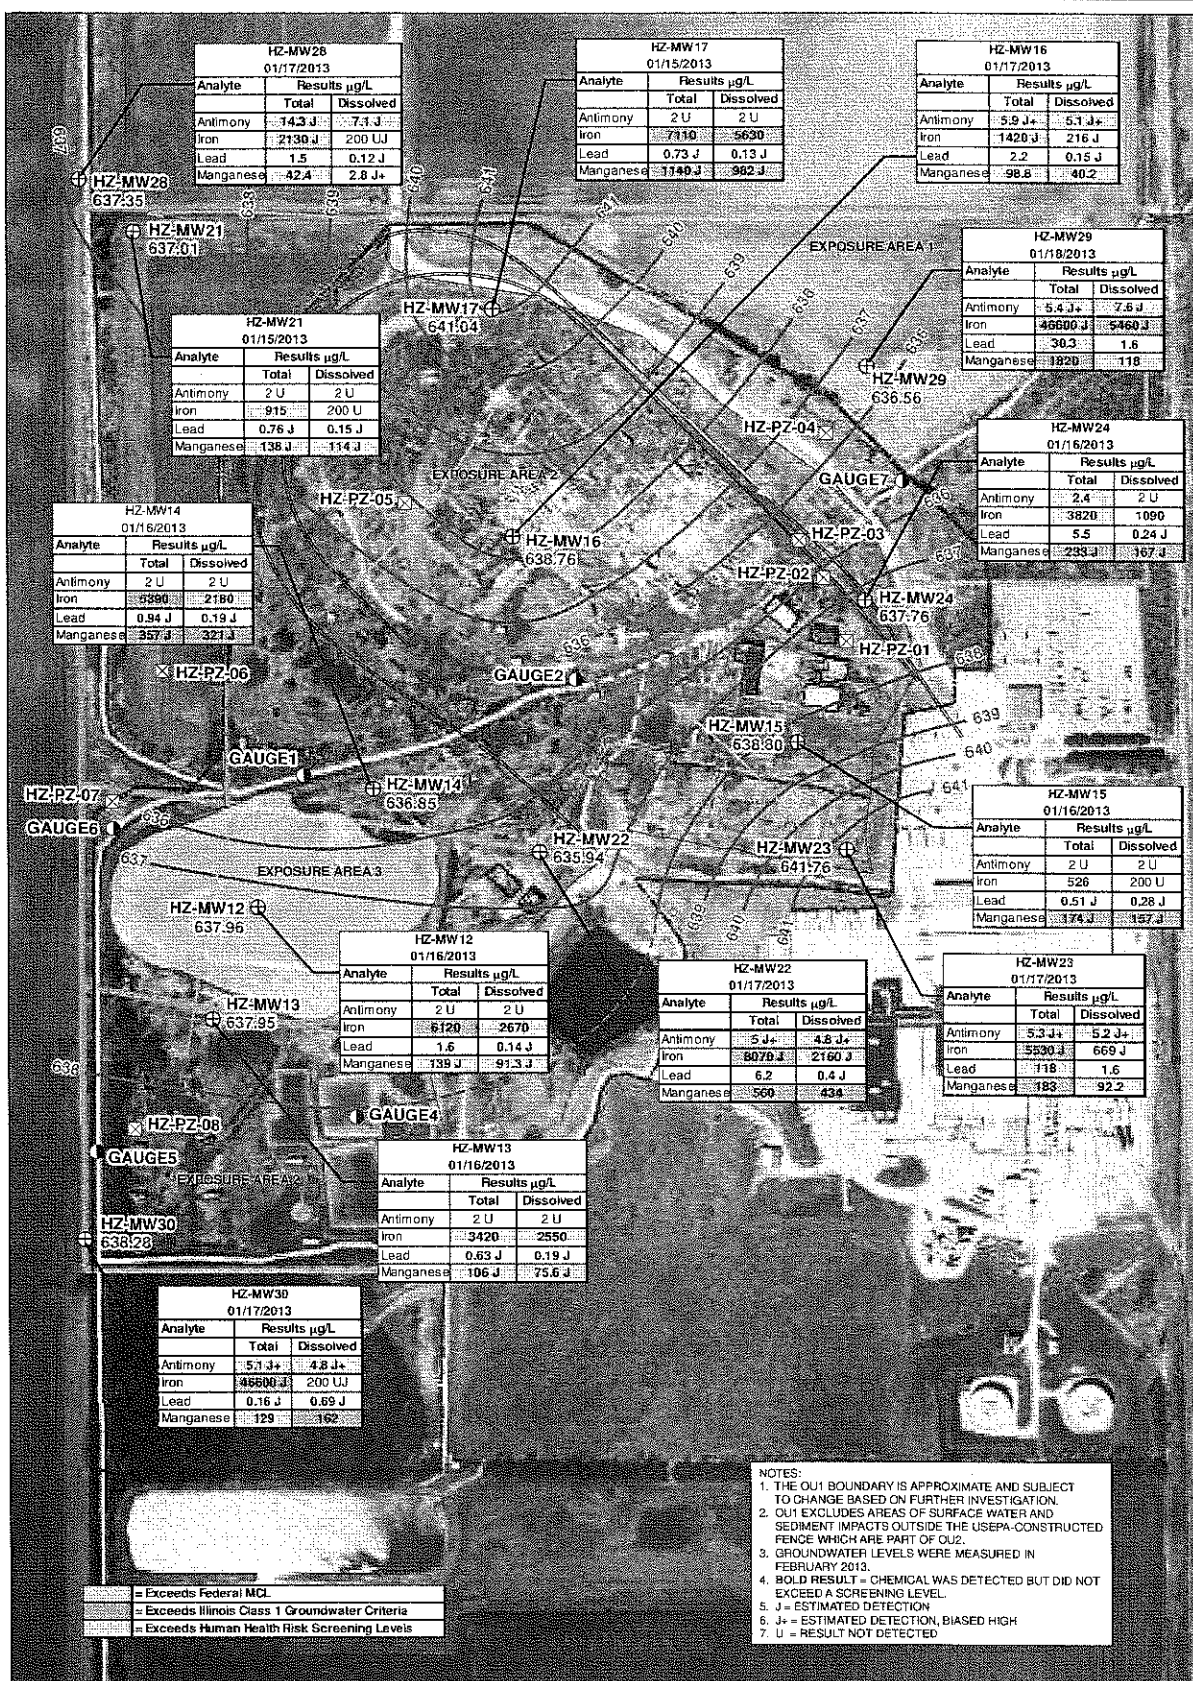 HZ-MW28
01/17/2013
Analyte Results µg/L
Total Dissolved
Antimony 14.3 J 7.1 J
Iron 2130 J 200 UJ
Lead 1.5 0.12 J
Manganese 42.4 2.8 J+
HZ-MW17
01/15/2013
Analyte Results µg/L
Total Dissolved
Antimony 2 U 2 U
Iron 7110 5630
Lead 0.73 J 0.13 J
Manganese 1140 J 982 J
HZ-MW16
01/17/2013
Analyte Results µg/L
Total Dissolved
Antimony 5.9 J+ 5.1 J+
Iron 1420 J 216 J
Lead 2.2 0.15 J
Manganese 98.8 40.2
637
HZ-MW28
637.35
HZ-MW21
637.01
638
639
640
641
641
640
639
638
637
636
EXPOSURE AREA 1
HZ-MW29
01/18/2013
Analyte Results µg/L
Total Dissolved
Antimony 5.4 J+ 7.6 J
Iron 46600 J 5460 J
Lead 30.3 1.6
Manganese 1820 118
HZ-MW17
641.04
HZ-MW21
01/15/2013
Analyte Results µg/L
Total Dissolved
Antimony 2 U 2 U
Iron 915 200 U
Lead 0.76 J 0.15 J
Manganese 138 J 114 J
HZ-MW29
636.56
HZ-PZ-04
HZ-MW24
01/16/2013
Analyte Results µg/L
Total Dissolved
Antimony 2.4 2 U
Iron 3820 1090
Lead 5.5 0.24 J
Manganese 233 J 167 J
EXPOSURE AREA 2
GAUGE7
636
HZ-PZ-05
HZ-MW14
01/16/2013
Analyte Results µg/L
Total Dissolved
Antimony 2 U 2 U
Iron 5390 2180
Lead 0.94 J 0.19 J
Manganese 357 J 321 J
HZ-MW16
638.76
HZ-PZ-03
637
HZ-PZ-02
HZ-MW24
637.76
HZ-PZ-01
638
636
HZ-PZ-06
GAUGE2
HZ-MW15
638.80
639
640
641
GAUGE1
HZ-MW14
636.85
HZ-PZ-07
GAUGE6
636
637
HZ-MW15
01/16/2013
Analyte Results µg/L
Total Dissolved
Antimony 2 U 2 U
Iron 526 200 U
Lead 0.51 J 0.28 J
Manganese 174 J 157 J
HZ-MW22
635.94
HZ-MW23
641.76
EXPOSURE AREA 3
HZ-MW12
637.96
639
640
641
HZ-MW12
01/16/2013
Analyte Results µg/L
Total Dissolved
Antimony 2 U 2 U
Iron 6120 2670
Lead 1.6 0.14 J
Manganese 139 J 91.3 J
HZ-MW22
01/17/2013
Analyte Results µg/L
Total Dissolved
Antimony 5 J+ 4.8 J+
Iron 8070 J 2160 J
Lead 6.2 0.4 J
Manganese 560 434
HZ-MW23
01/17/2013
Analyte Results µg/L
Total Dissolved
Antimony 5.3 J+ 5.2 J+
Iron 5530 J 669 J
Lead 118 1.6
Manganese 183 92.2
HZ-MW13
637.95
638
GAUGE4
HZ-PZ-08
GAUGE5
EXPOSURE AREA 2
HZ-MW13
01/16/2013
Analyte Results µg/L
Total Dissolved
Antimony 2 U 2 U
Iron 3420 2550
Lead 0.63 J 0.19 J
Manganese 106 J 75.6 J
HZ-MW30
638.28
HZ-MW30
01/17/2013
Analyte Results µg/L
Total Dissolved
Antimony 5.1 J+ 4.8 J+
Iron 46600 J 200 UJ
Lead 0.16 J 0.69 J
Manganese 129 162
NOTES:
1. THE OU1 BOUNDARY IS APPROXIMATE AND SUBJECT
TO CHANGE BASED ON FURTHER INVESTIGATION.
2. OU1 EXCLUDES AREAS OF SURFACE WATER AND
SEDIMENT IMPACTS OUTSIDE THE USEPA-CONSTRUCTED
FENCE WHICH ARE PART OF OU2.
3. GROUNDWATER LEVELS WERE MEASURED IN
FEBRUARY 2013.
4. BOLD RESULT = CHEMICAL WAS DETECTED BUT DID NOT
EXCEED A SCREENING LEVEL.
5. J = ESTIMATED DETECTION
6. J+ = ESTIMATED DETECTION, BIASED HIGH
7. U = RESULT NOT DETECTED
= Exceeds Federal MCL
= Exceeds Illinois Class 1 Groundwater Criteria
= Exceeds Human Health Risk Screening Levels